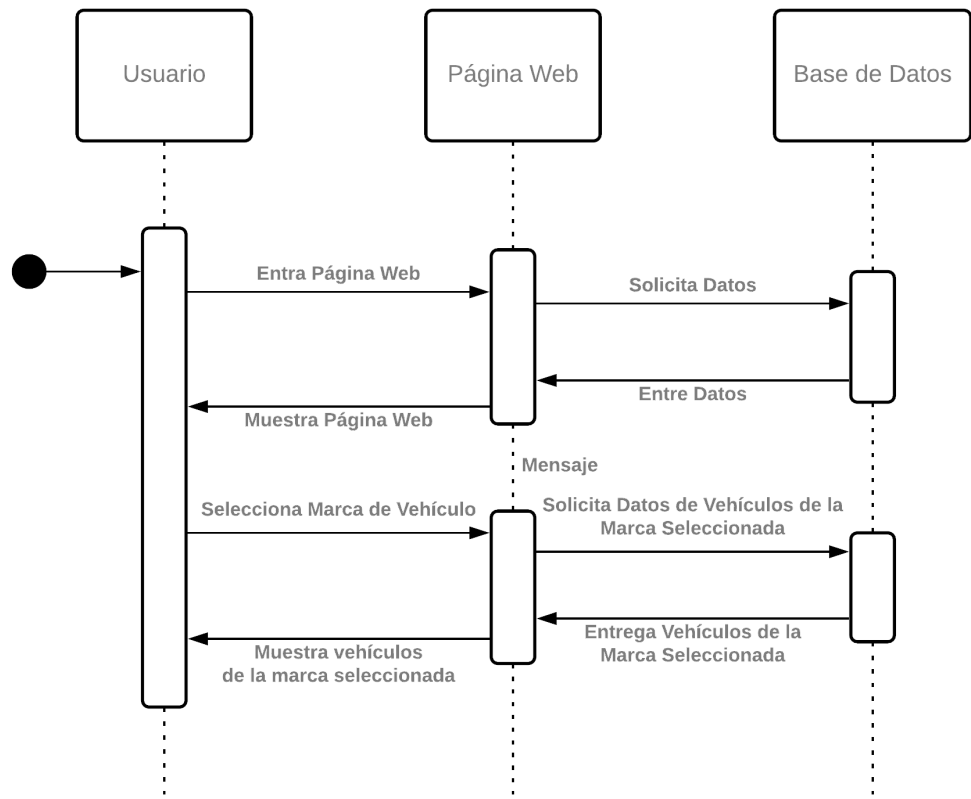 Usuario
Página Web
Base de Datos
Entra Página Web
Solicita Datos
Entre Datos
Muestra Página Web
Mensaje
Selecciona Marca de Vehículo
Solicita Datos de Vehículos de la
Marca Seleccionada
Entrega Vehículos de la
Marca Seleccionada
Muestra vehículos
de la marca seleccionada